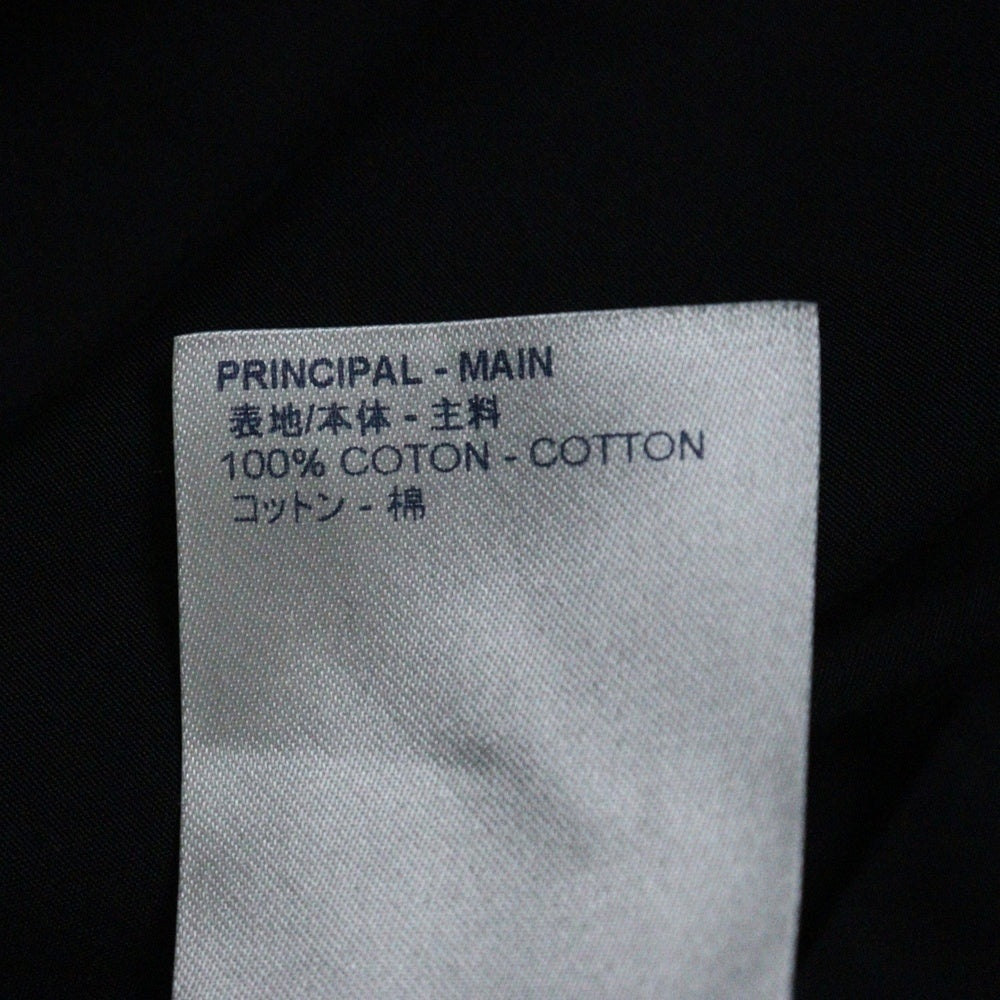 PRINCIPAL - MAIN
表地/本体 - 主料
100% COTON - COTTON
コットン - 棉